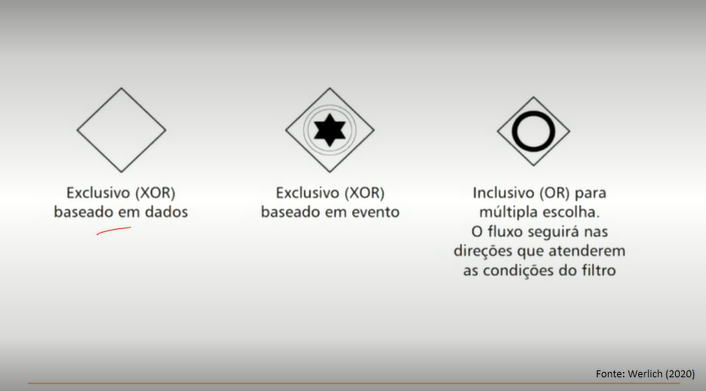 Exclusivo (XOR)
baseado em dados
Exclusivo (XOR)
baseado em evento
Inclusivo (OR) para
múltipla escolha.
O fluxo seguirá nas
direções que atenderem
as condições do filtro
Fonte: Werlich (2020)